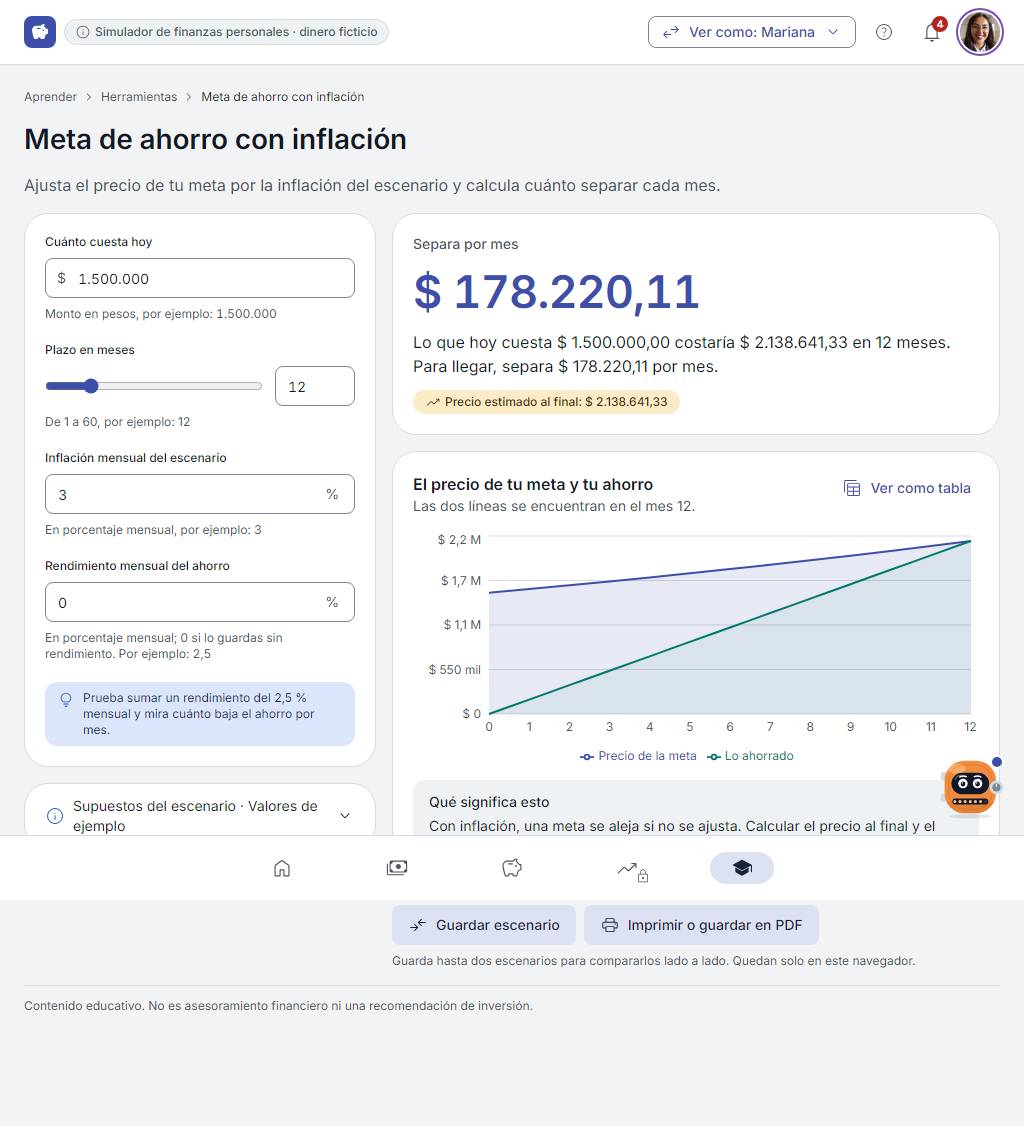 Simulador de finanzas personales · dinero ficticio
Ver como: Mariana
4
Aprender > Herramientas > Meta de ahorro con inflación
Meta de ahorro con inflación
Ajusta el precio de tu meta por la inflación del escenario y calcula cuánto separar cada mes.
Cuánto cuesta hoy
$ 1.500.000
Monto en pesos, por ejemplo: 1.500.000
Plazo en meses
12
De 1 a 60, por ejemplo: 12
Inflación mensual del escenario
3 %
En porcentaje mensual, por ejemplo: 3
Rendimiento mensual del ahorro
0 %
En porcentaje mensual; 0 si lo guardas sin
rendimiento. Por ejemplo: 2,5
Prueba sumar un rendimiento del 2,5 %
mensual y mira cuánto baja el ahorro por
mes.
Supuestos del escenario · Valores de
ejemplo
Separa por mes
$ 178.220,11
Lo que hoy cuesta $ 1.500.000,00 costaría $ 2.138.641,33 en 12 meses.
Para llegar, separa $ 178.220,11 por mes.
Precio estimado al final: $ 2.138.641,33
El precio de tu meta y tu ahorro
Ver como tabla
Las dos líneas se encuentran en el mes 12.
$ 2,2 M
$ 1,7 M
$ 1,1 M
$ 550 mil
$ 0
0 1 2 3 4 5 6 7 8 9 10 11 12
Precio de la meta Lo ahorrado
Qué significa esto
Con inflación, una meta se aleja si no se ajusta. Calcular el precio al final y el
Guardar escenario
Imprimir o guardar en PDF
Guarda hasta dos escenarios para compararlos lado a lado. Quedan solo en este navegador.
Contenido educativo. No es asesoramiento financiero ni una recomendación de inversión.